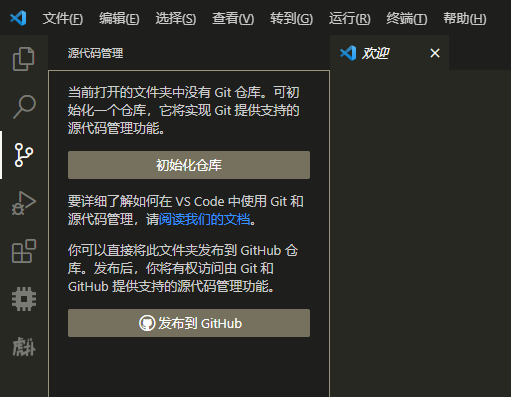 文件(F) 编辑(E) 选择(S) 查看(V) 转到(G) 运行(R) 终端(T) 帮助(H)
源代码管理
欢迎
当前打开的文件夹中没有 Git 仓库。可初
始化一个仓库，它将实现 Git 提供支持的
源代码管理功能。
初始化仓库
要详细了解如何在 VS Code 中使用 Git 和
源代码管理，请阅读我们的文档。
你可以直接将此文件夹发布到 GitHub 仓
库。发布后，你将有权访问由 Git 和
GitHub 提供支持的源代码管理功能。
发布到 GitHub